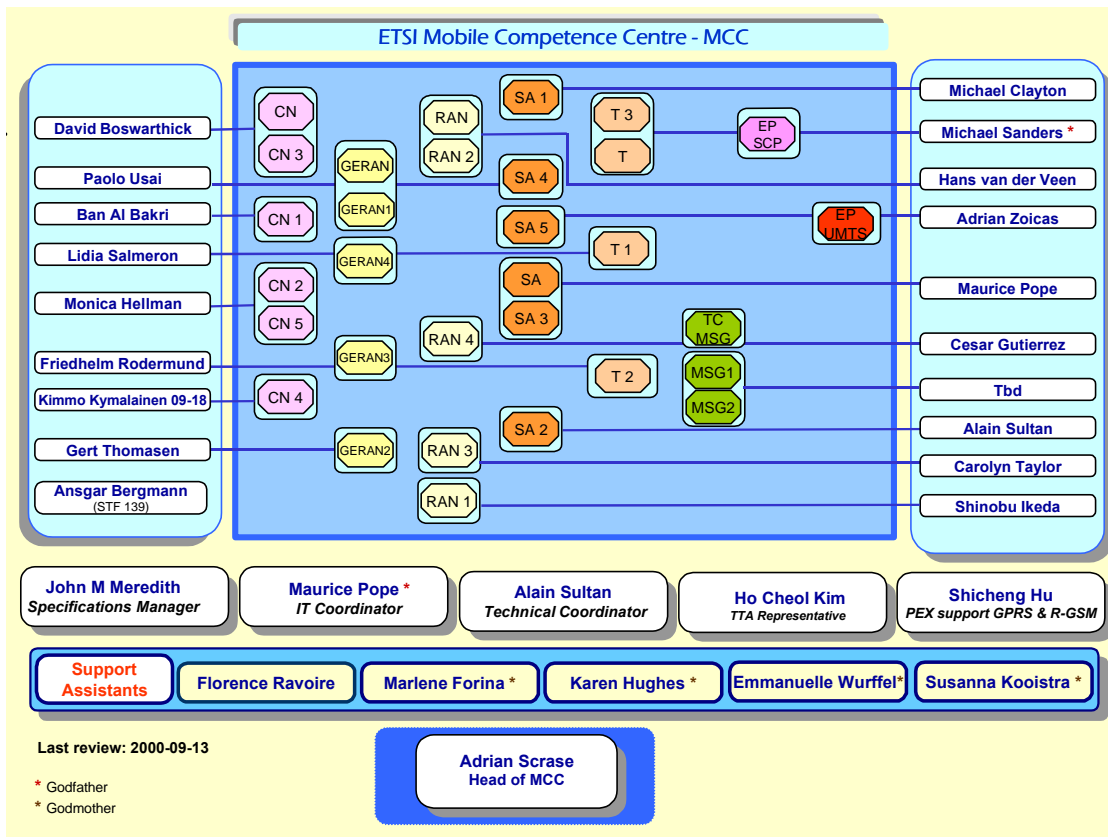 ETSI Mobile Competence Centre - MCC
David Boswarthick
Paolo Usai
Ban Al Bakri
Lidia Salmeron
Monica Hellman
Friedhelm Rodermund
Kimmo Kymalainen 09-18
Gert Thomasen
Ansgar Bergmann
(STF 139)
CN
CN 3
CN 1
CN 2
CN 5
CN 4
GERAN
GERAN1
GERAN4
GERAN3
GERAN2
RAN
RAN 2
RAN 4
RAN 3
RAN 1
SA 1
SA 4
SA 5
SA
SA 3
SA 2
T 3
T
T 1
T 2
TC
MSG
MSG1
MSG2
EP
SCP
EP
UMTS
Michael Clayton
Michael Sanders *
Hans van der Veen
Adrian Zoicas
Maurice Pope
Cesar Gutierrez
Tbd
Alain Sultan
Carolyn Taylor
Shinobu Ikeda
John M Meredith
Specifications Manager
Maurice Pope *
IT Coordinator
Alain Sultan
Technical Coordinator
Ho Cheol Kim
TTA Representative
Shicheng Hu
PEX support GPRS & R-GSM
Support
Assistants
Florence Ravoire
Marlene Forina *
Karen Hughes *
Emmanuelle Wurffel*
Susanna Kooistra *
Last review: 2000-09-13
* Godfather
* Godmother
Adrian Scrase
Head of MCC